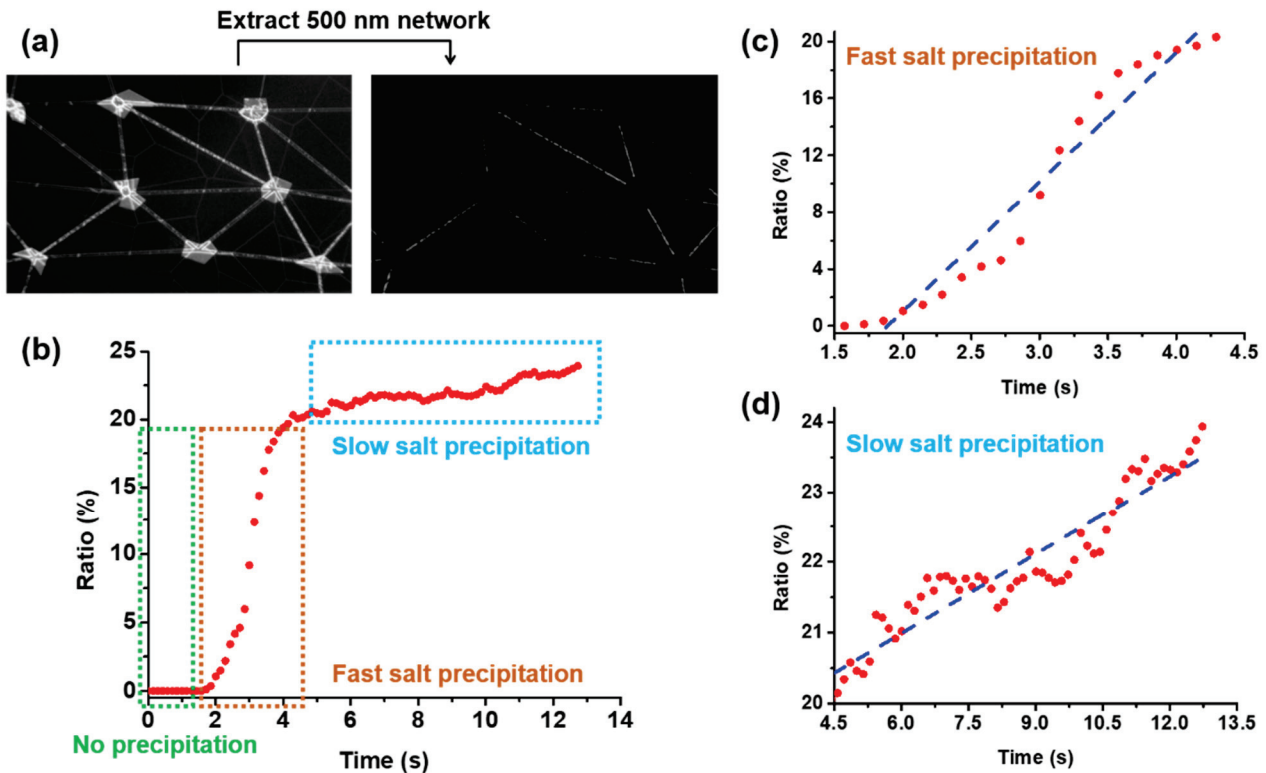 Extract 500 nm network
(a)
(b)
25
20
15
10
5
0
Ratio (%)
0 2 4 6 8 10 12 14
Time (s)
Slow salt precipitation
Fast salt precipitation
No precipitation
(c)
Fast salt precipitation
20
16
12
8
4
0
Ratio (%)
1.5 2.0 2.5 3.0 3.5 4.0 4.5
Time (s)
(d)
Slow salt precipitation
24
23
22
21
20
Ratio (%)
4.5 6.0 7.5 9.0 10.5 12.0 13.5
Time (s)